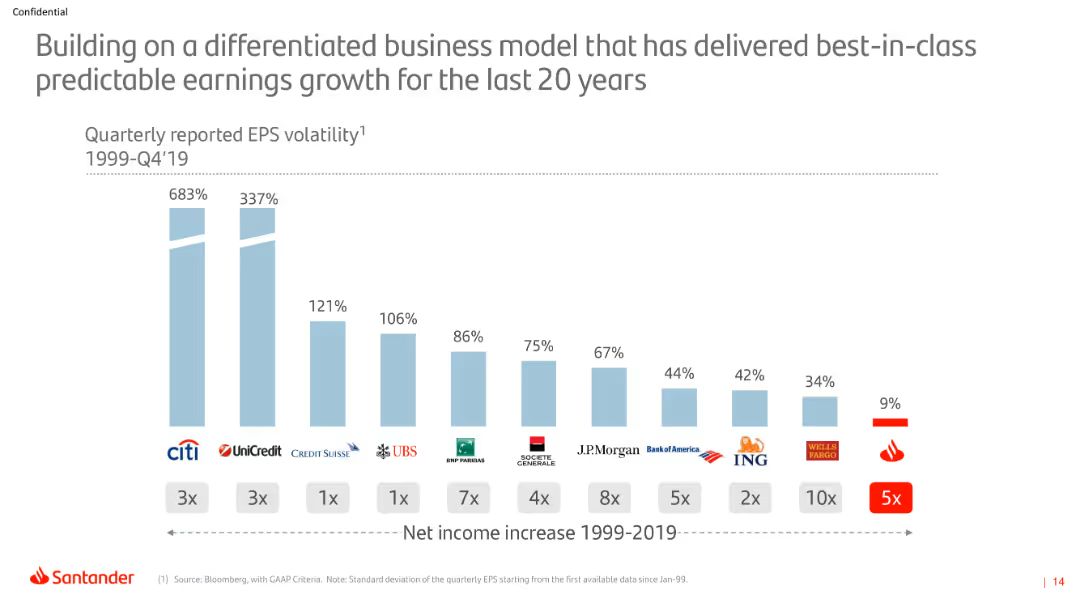 Confidential
Building on a differentiated business model that has delivered best-in-class
predictable earnings growth for the last 20 years
Quarterly reported EPS volatility1
1999-Q4'19
683%
337%
121%
106%
86%
75%
67%
44%
42%
34%
9%
citi
UniCredit
CREDIT SUISSE
UBS
BNP PARIBAS
SOCIETE
GENERALE
J.P.Morgan
Bank of America
ING
WELLS
FARGO
3x
3x
1x
1x
7x
4x
8x
5x
2x
10x
5x
Net income increase 1999-2019
Santander
(1) Source: Bloomberg, with GAAP Criteria. Note: Standard deviation of the quarterly EPS starting from the first available data since Jan-99.
| 14